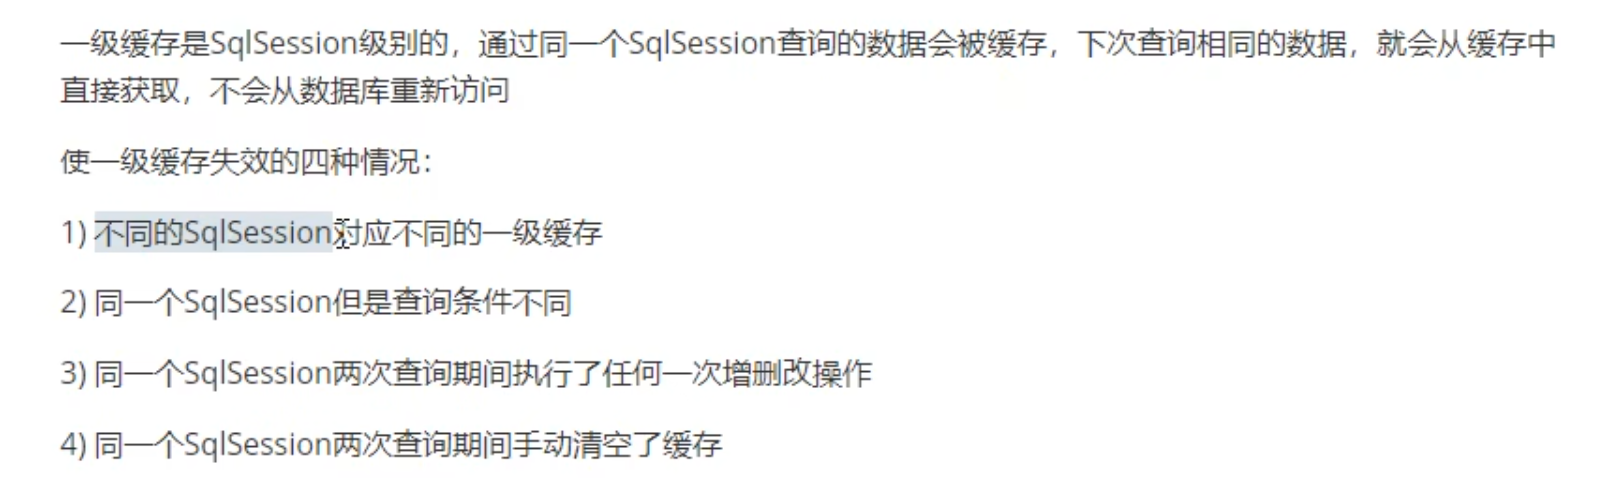 一级缓存是SqlSession级别的，通过同一个SqlSession查询的数据会被缓存，下次查询相同的数据，就会从缓存中
直接获取，不会从数据库重新访问
使一级缓存失效的四种情况：
1) 不同的SqlSession对应不同的一级缓存
2) 同一个SqlSession但是查询条件不同
3) 同一个SqlSession两次查询期间执行了任何一次增删改操作
4) 同一个SqlSession两次查询期间手动清空了缓存